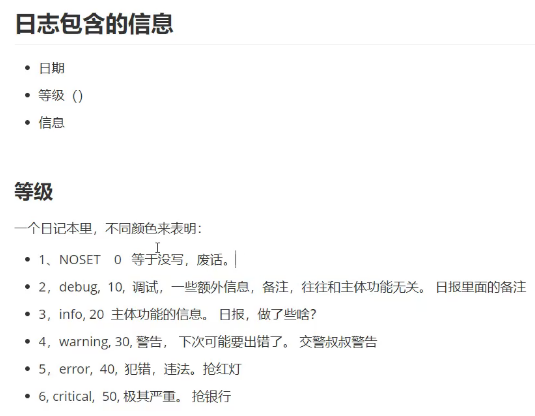 日志包含的信息
日期
等级（）
信息
等级
一个日记本里，不同颜色来表明：
1、NOSET 0 等于没写，废话。
2，debug, 10, 调试，一些额外信息，备注，往往和主体功能无关。 日报里面的备注
3，info, 20 主体功能的信息。 日报，做了些啥？
4，warning, 30, 警告， 下次可能要出错了。 交警叔叔警告
5，error, 40, 犯错，违法。抢红灯
6, critical, 50, 极其严重。 抢银行